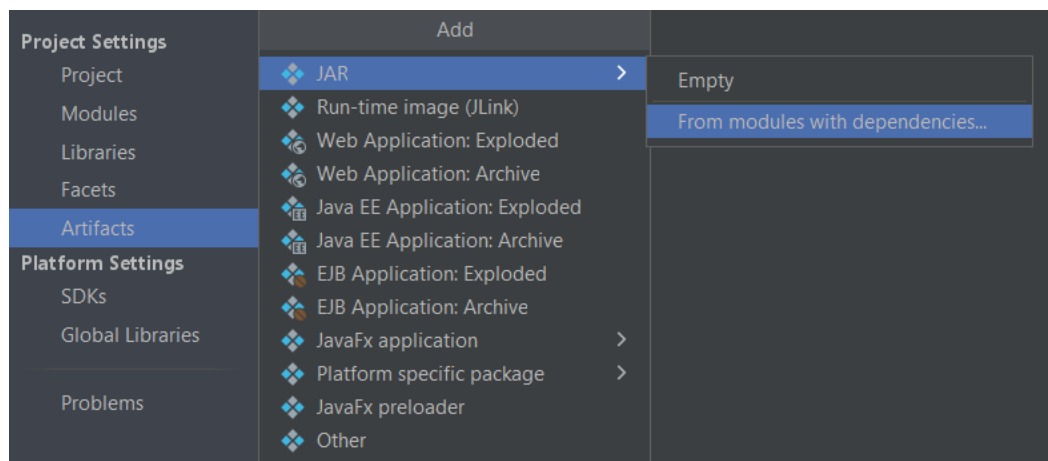 Project Settings
Project
Modules
Libraries
Facets
Artifacts
Platform Settings
SDKs
Global Libraries
Problems
Add
JAR
Run-time image (JLink)
Web Application: Exploded
Web Application: Archive
Java EE Application: Exploded
Java EE Application: Archive
EJB Application: Exploded
EJB Application: Archive
JavaFx application
Platform specific package
JavaFx preloader
Other
Empty
From modules with dependencies...